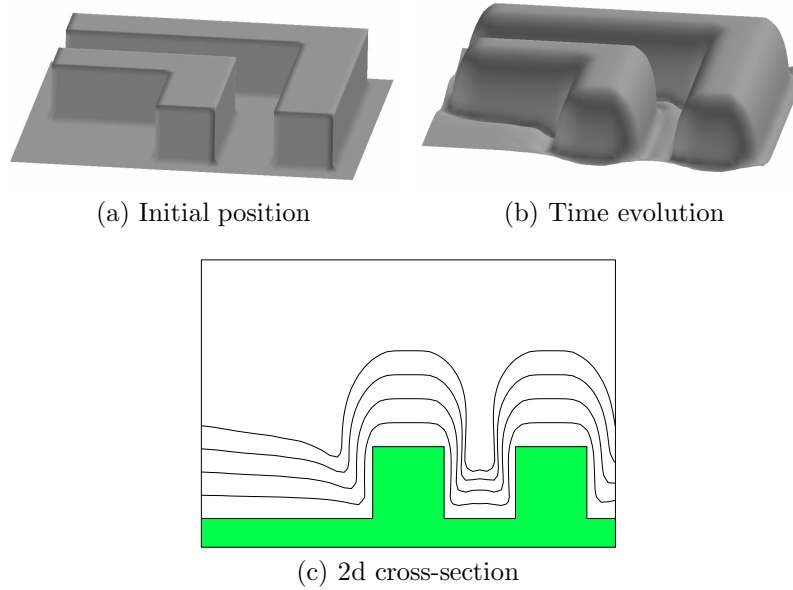 (a) Initial position
(b) Time evolution
(c) 2d cross-section